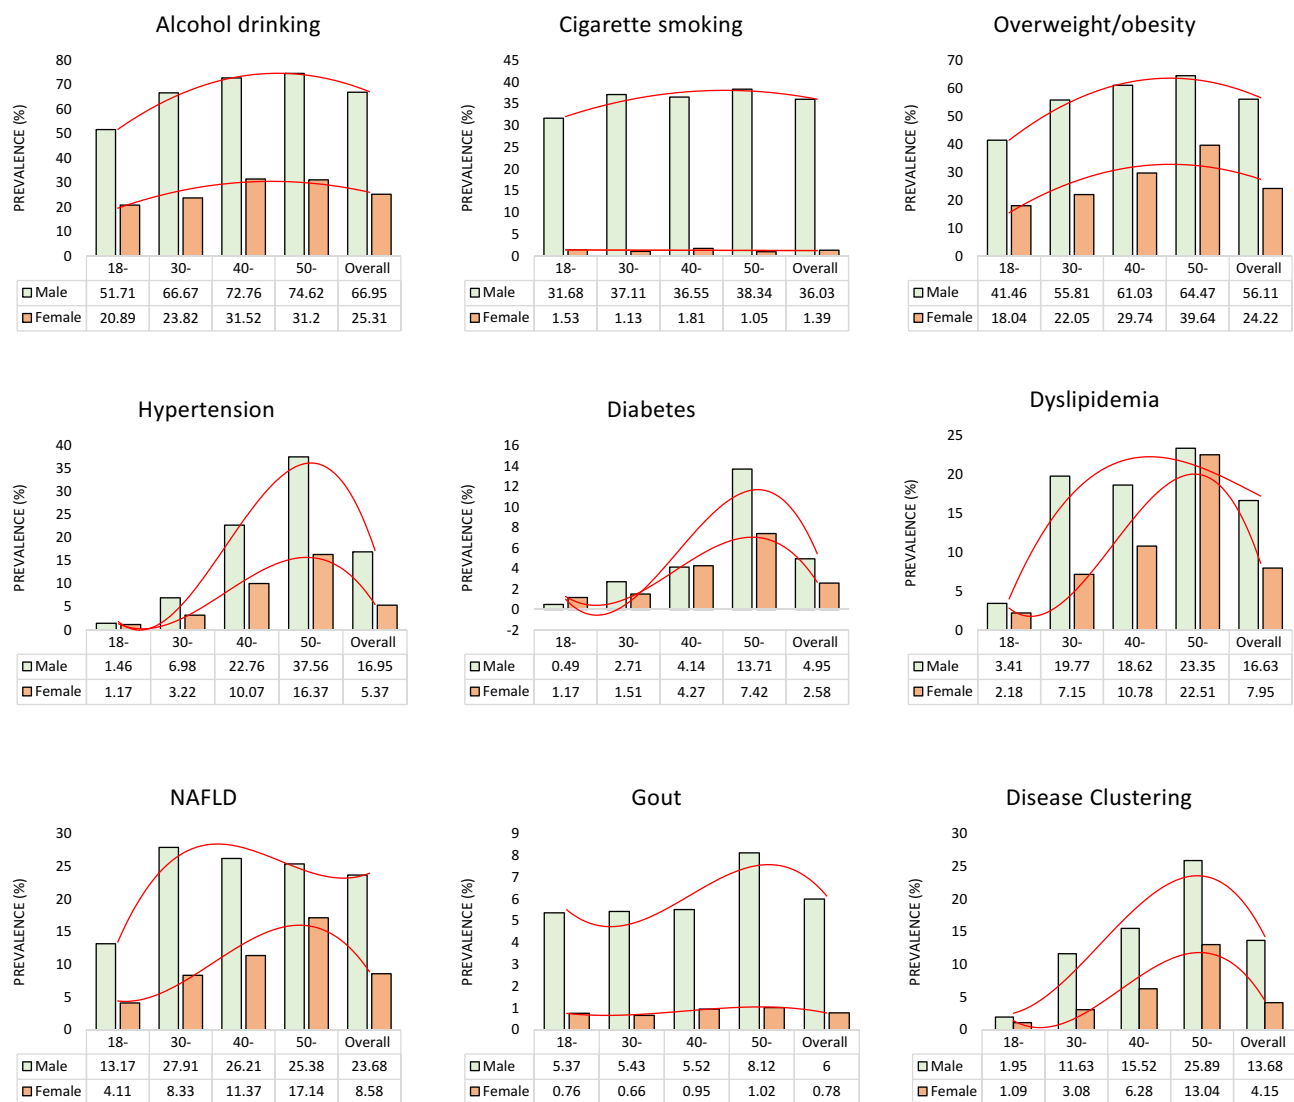 Alcohol drinking
PREVALENCE (%)
80
70
60
50
40
30
20
10
0
18- 30- 40- 50- Overall
Male 51.71 66.67 72.76 74.62 66.95
Female 20.89 23.82 31.52 31.2 25.31
Cigarette smoking
PREVALENCE (%)
45
40
35
30
25
20
15
10
5
0
18- 30- 40- 50- Overall
Male 31.68 37.11 36.55 38.34 36.03
Female 1.53 1.13 1.81 1.05 1.39
Overweight/obesity
PREVALENCE (%)
70
60
50
40
30
20
10
0
18- 30- 40- 50- Overall
Male 41.46 55.81 61.03 64.47 56.11
Female 18.04 22.05 29.74 39.64 24.22
Hypertension
PREVALENCE (%)
40
35
30
25
20
15
10
5
0
18- 30- 40- 50- Overall
Male 1.46 6.98 22.76 37.56 16.95
Female 1.17 3.22 10.07 16.37 5.37
Diabetes
PREVALENCE (%)
16
14
12
10
8
6
4
2
0
-2
18- 30- 40- 50- Overall
Male 0.49 2.71 4.14 13.71 4.95
Female 1.17 1.51 4.27 7.42 2.58
Dyslipidemia
PREVALENCE (%)
25
20
15
10
5
0
18- 30- 40- 50- Overall
Male 3.41 19.77 18.62 23.35 16.63
Female 2.18 7.15 10.78 22.51 7.95
NAFLD
PREVALENCE (%)
30
25
20
15
10
5
0
18- 30- 40- 50- Overall
Male 13.17 27.91 26.21 25.38 23.68
Female 4.11 8.33 11.37 17.14 8.58
Gout
PREVALENCE (%)
9
8
7
6
5
4
3
2
1
0
18- 30- 40- 50- Overall
Male 5.37 5.43 5.52 8.12 6
Female 0.76 0.66 0.95 1.02 0.78
Disease Clustering
PREVALENCE (%)
30
25
20
15
10
5
0
18- 30- 40- 50- Overall
Male 1.95 11.63 15.52 25.89 13.68
Female 1.09 3.08 6.28 13.04 4.15